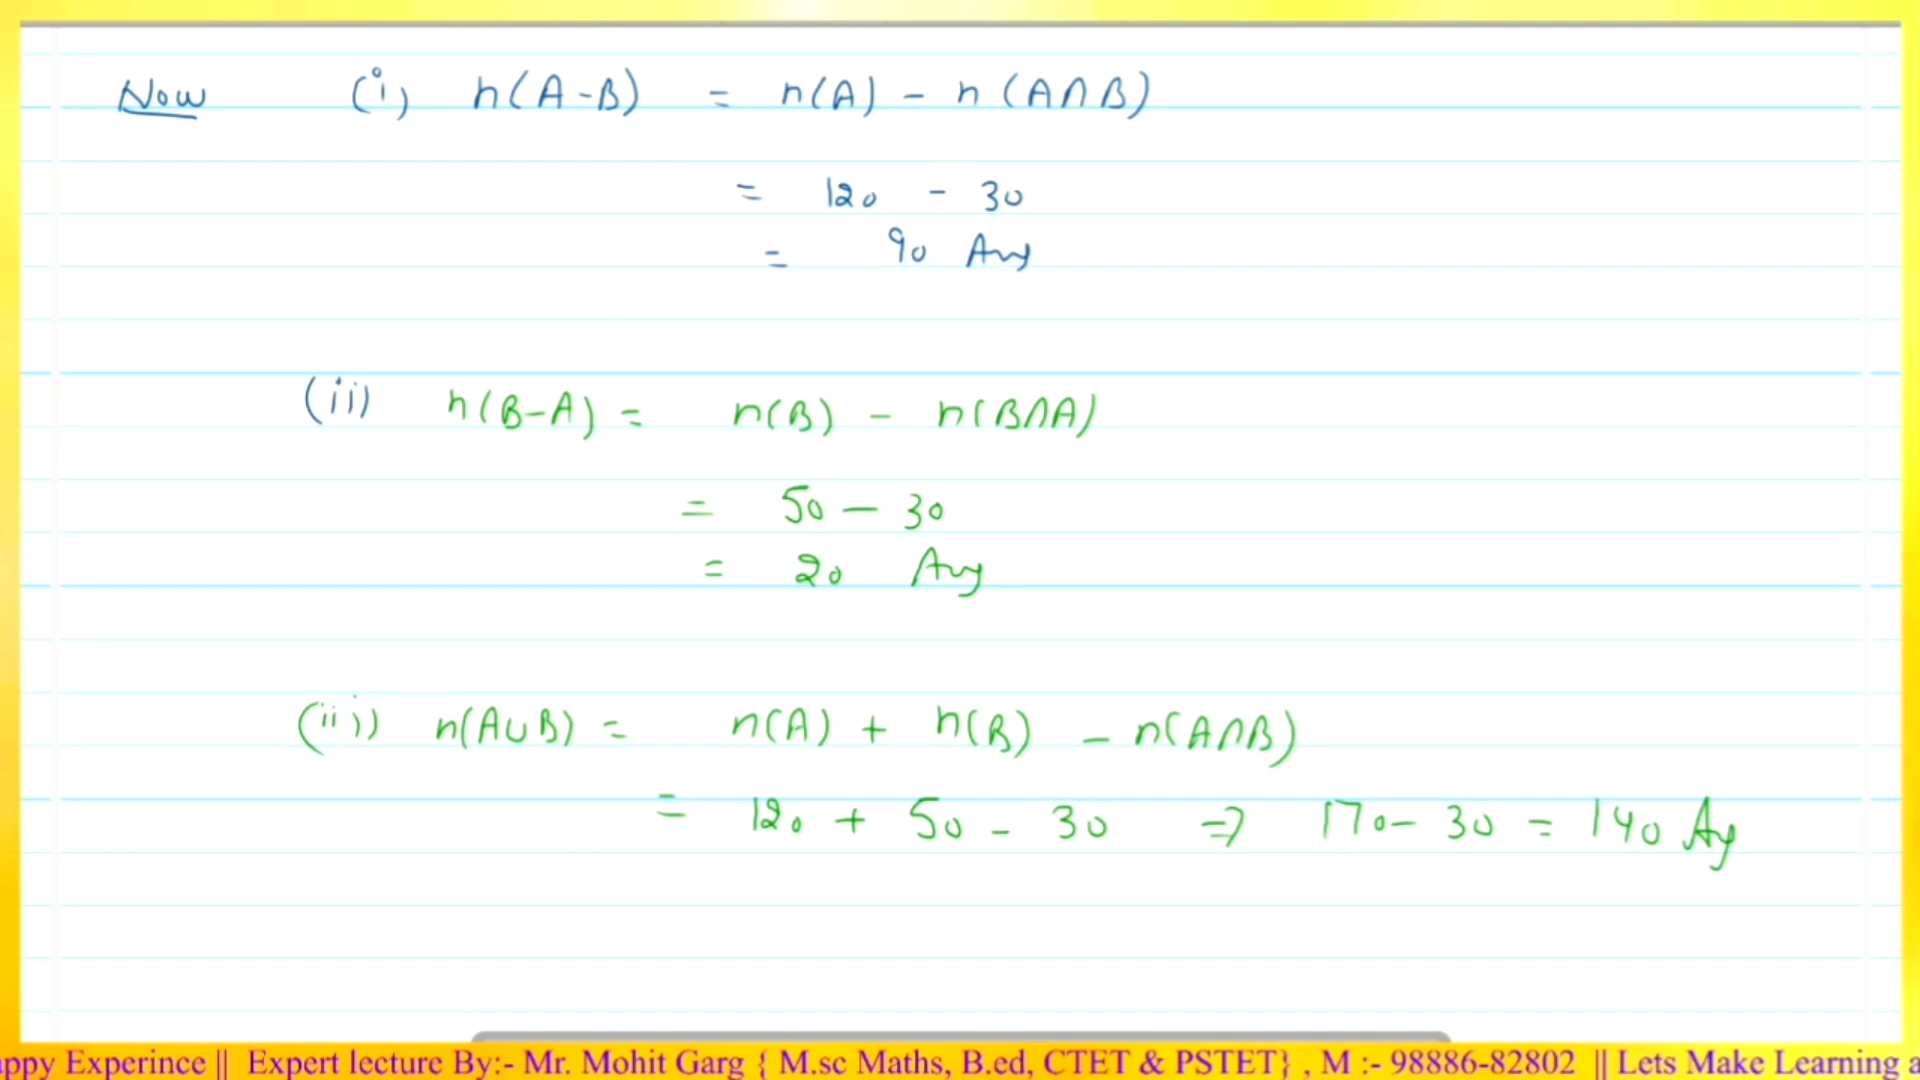 Now (i) n(A-B) = n(A) - n(A∩B)
= 120 - 30
= 90 Ans
(ii) n(B-A) = n(B) - n(B∩A)
= 50 - 30
= 20 Ans
(iii) n(A∪B) = n(A) + n(B) - n(A∩B)
= 120 + 50 - 30 ⇒ 170 - 30 = 140 Ans
appy Experince || Expert lecture By:- Mr. Mohit Garg { M.sc Maths, B.ed, CTET & PSTET} , M :- 98886-82802 || Lets Make Learning a